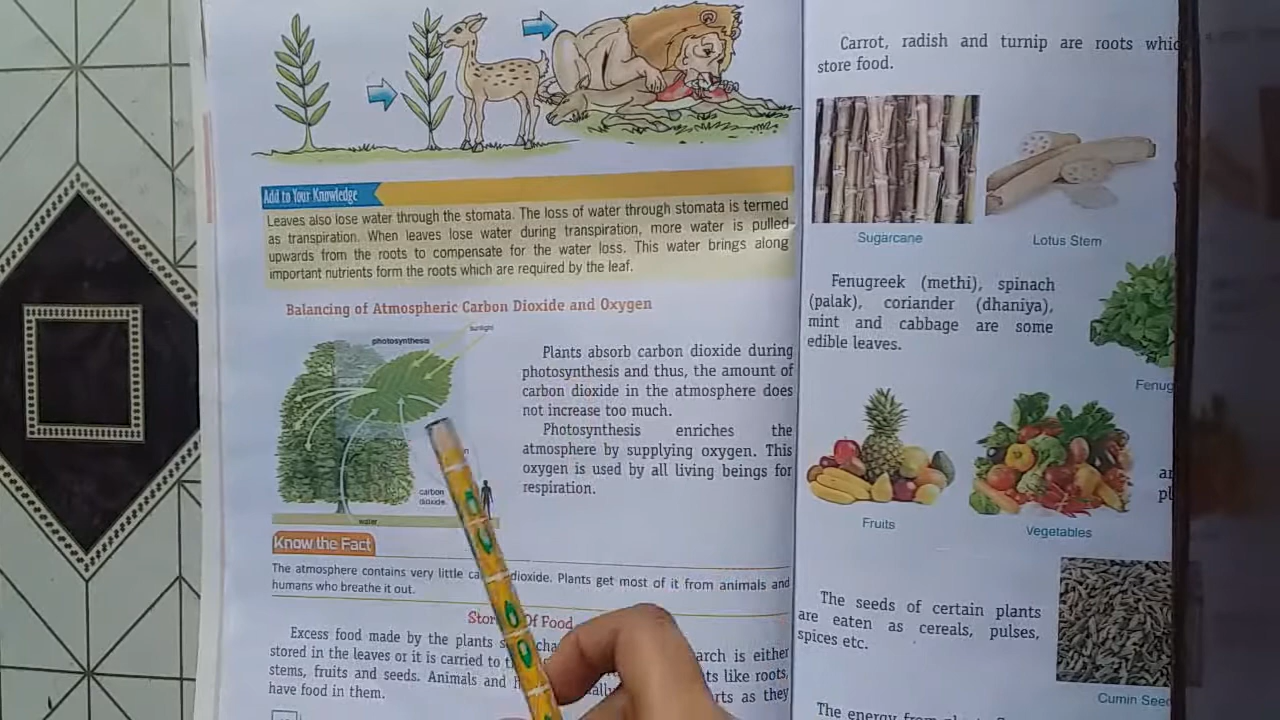 Add to Your Knowledge
Leaves also lose water through the stomata. The loss of water through stomata is termed
as transpiration. When leaves lose water during transpiration, more water is pulled
upwards from the roots to compensate for the water loss. This water brings along
important nutrients form the roots which are required by the leaf.
Balancing of Atmospheric Carbon Dioxide and Oxygen
sunlight
photosynthesis
carbon
dioxide
water
Plants absorb carbon dioxide during
photosynthesis and thus, the amount of
carbon dioxide in the atmosphere does
not increase too much.
Photosynthesis enriches the
atmosphere by supplying oxygen. This
oxygen is used by all living beings for
respiration.
Know the Fact
The atmosphere contains very little dioxide. Plants get most of it from animals and
humans who breathe it out.
Of Food
Excess food made by the plants arch is either
stored in the leaves or it is carried to like roots,
stems, fruits and seeds. Animals and as they
have food in them.
Carrot, radish and turnip are roots
store food.
Sugarcane
Lotus Stem
Fenugreek (methi), spinach
(palak), coriander (dhaniya),
mint and cabbage are some
edible leaves.
Fenug
Fruits
Vegetables
The seeds of certain plants
are eaten as cereals, pulses,
spices etc.
Cumin Seed
The energy from